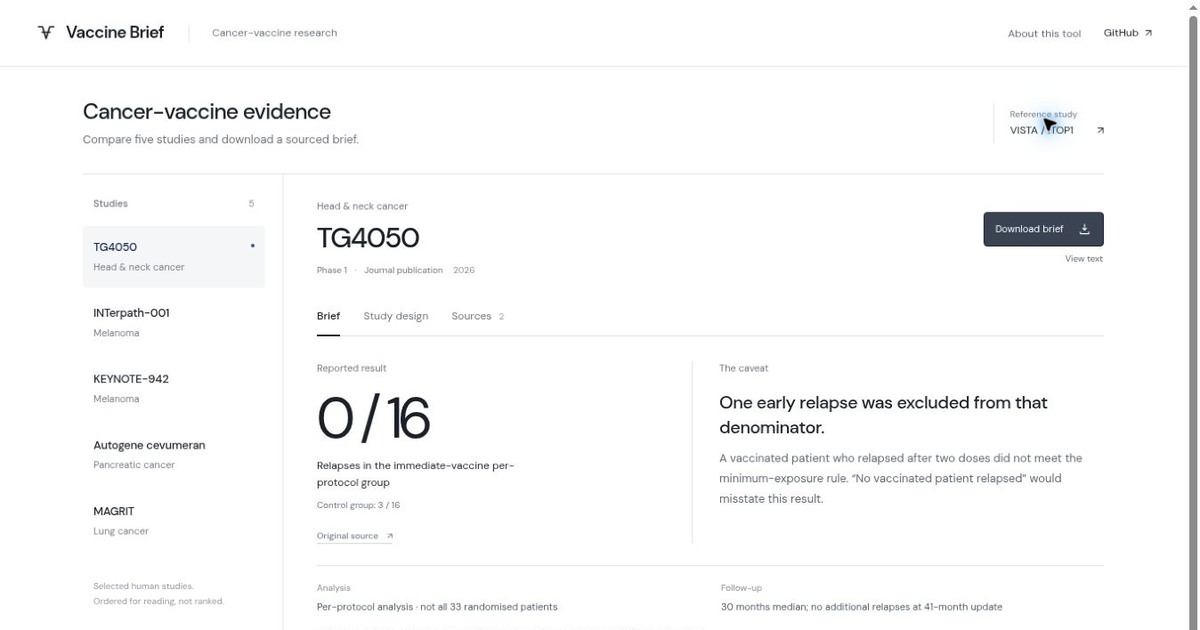 Vaccine Brief
Cancer-vaccine research
About this tool
GitHub
Cancer-vaccine evidence
Compare five studies and download a sourced brief.
Reference study
VISTA / TOP1
Studies 5
TG4050
Head & neck cancer
INTerpath-001
Melanoma
KEYNOTE-942
Melanoma
Autogene cevumeran
Pancreatic cancer
MAGRIT
Lung cancer
Selected human studies.
Ordered for reading, not ranked.
Head & neck cancer
TG4050
Phase 1 · Journal publication 2026
Download brief
View text
Brief Study design Sources 2
Reported result
0 / 16
Relapses in the immediate-vaccine per-
protocol group
Control group: 3 / 16
Original source
The caveat
One early relapse was excluded from that
denominator.
A vaccinated patient who relapsed after two doses did not meet the
minimum-exposure rule. “No vaccinated patient relapsed” would
misstate this result.
Analysis
Per-protocol analysis · not all 33 randomised patients
Follow-up
30 months median; no additional relapses at 41-month update